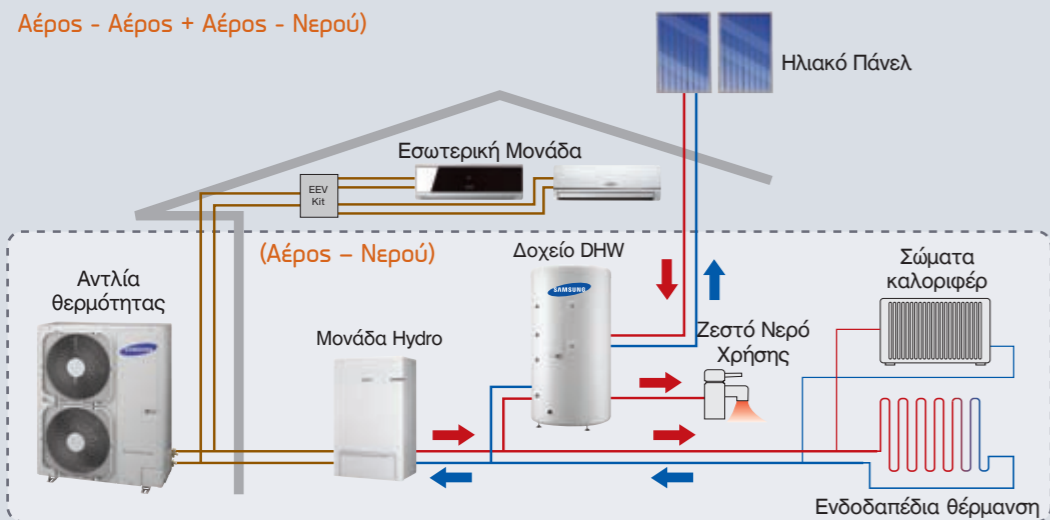 Αέρος - Αέρος + Αέρος - Νερού)
Ηλιακό Πάνελ
Εσωτερική Μονάδα
EEV
Kit
(Αέρος – Νερού)
Δοχείο DHW
Σώματα
καλοριφέρ
Αντλία
θερμότητας
SAMSUNG
Ζεστό Νερό
Χρήσης
Μονάδα Hydro
SAMSUNG
Ενδοδαπέδια θέρμανση